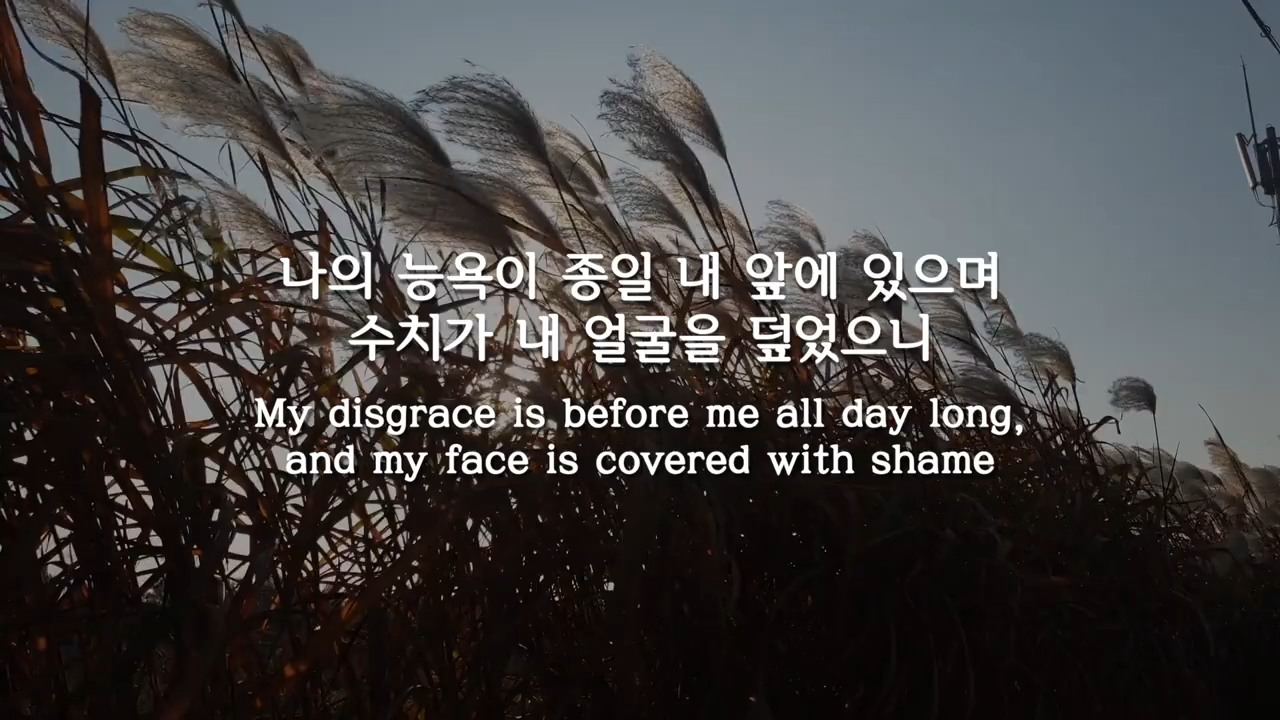 나의 능욕이 종일 내 앞에 있으며
수치가 내 얼굴을 덮었으니
My disgrace is before me all day long,
and my face is covered with shame